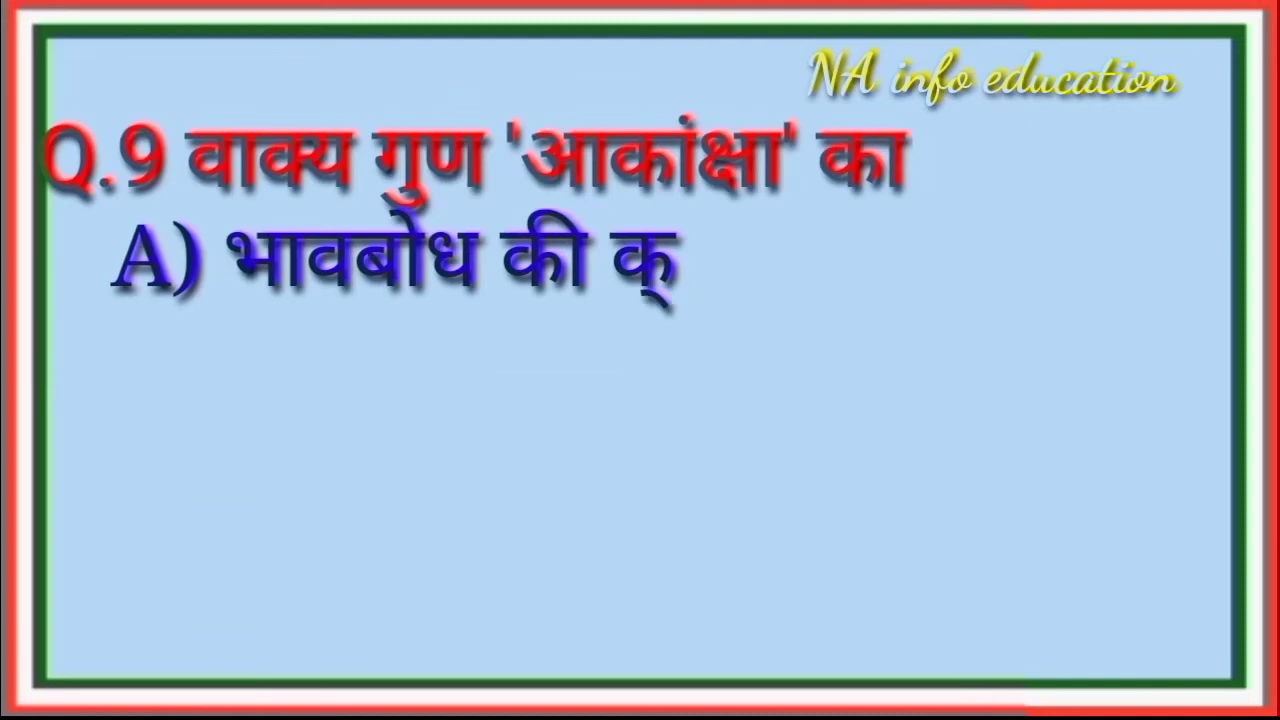 NA info education
Q.9 वाक्य गुण 'आकांक्षा' का
A) भावबोध की क्